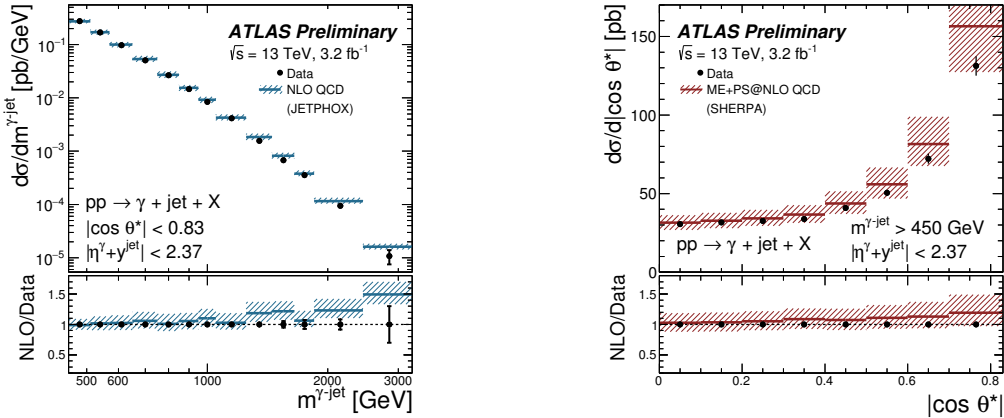 dσ/dm^γ-jet [pb/GeV]
10⁻¹
10⁻²
10⁻³
10⁻⁴
10⁻⁵
ATLAS Preliminary
√s = 13 TeV, 3.2 fb⁻¹
Data
NLO QCD
(JETPHOX)
pp → γ + jet + X
|cos θ*| < 0.83
|η^γ+y^jet| < 2.37
NLO/Data
1.5
1
0.5
500 600 1000 2000 3000
m^γ-jet [GeV]
dσ/d|cos θ*| [pb]
150
100
50
0
ATLAS Preliminary
√s = 13 TeV, 3.2 fb⁻¹
Data
ME+PS@NLO QCD
(SHERPA)
pp → γ + jet + X
m^γ-jet > 450 GeV
|η^γ+y^jet| < 2.37
NLO/Data
1.5
1
0.5
0 0.2 0.4 0.6 0.8
|cos θ*|